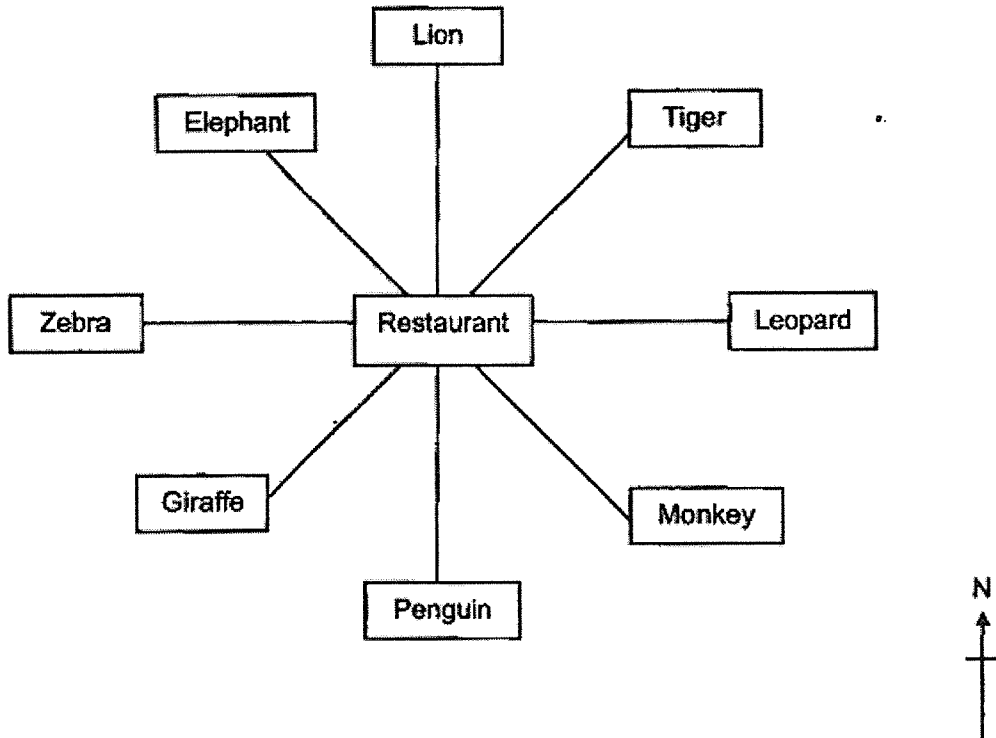 Lion
Elephant
Tiger
Zebra
Restaurant
Leopard
Giraffe
Monkey
Penguin
N